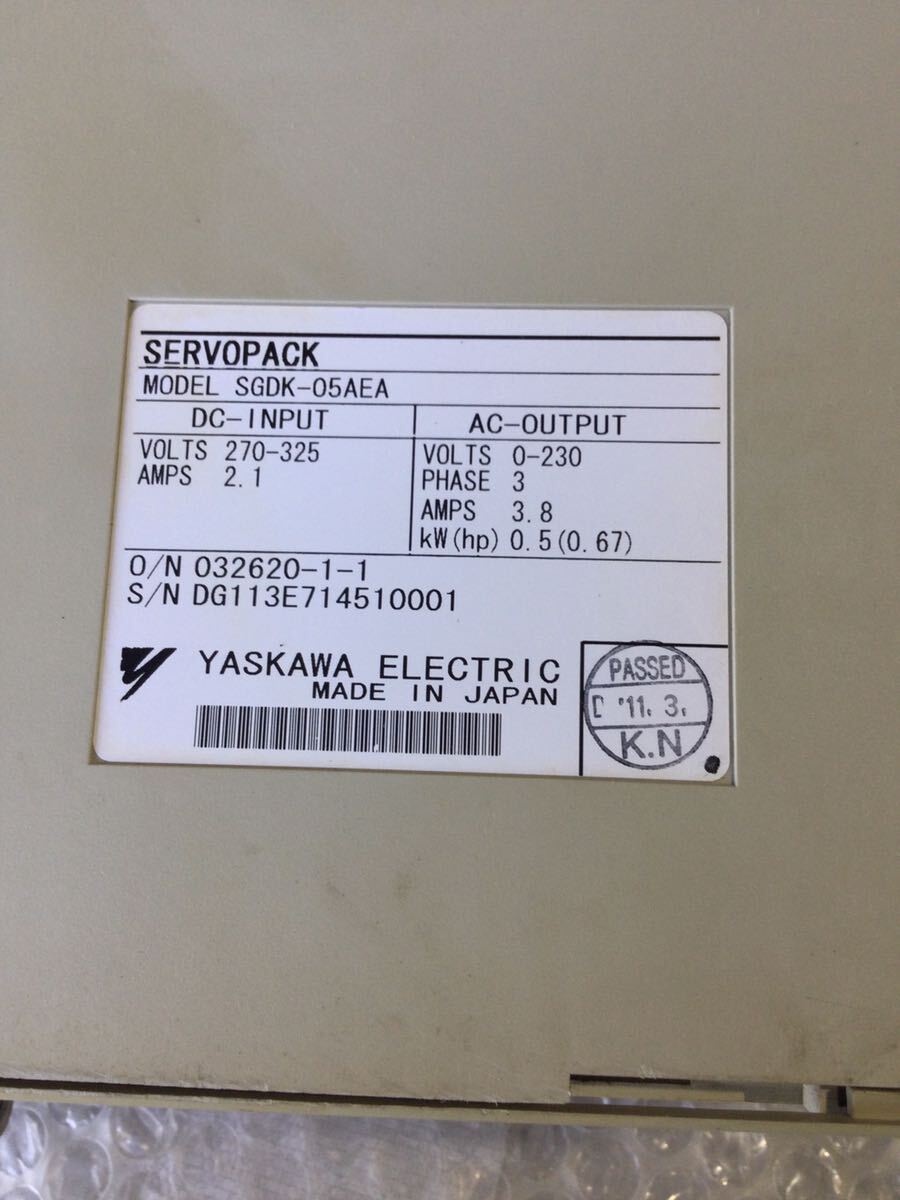 SERVOPACK
MODEL SGDK-05AEA
DC-INPUT
VOLTS 270-325
AMPS 2.1
AC-OUTPUT
VOLTS 0-230
PHASE 3
AMPS 3.8
kW(hp) 0.5(0.67)
O/N 032620-1-1
S/N DG113E714510001
YASKAWA ELECTRIC
MADE IN JAPAN
PASSED
D '11. 3.
K.N